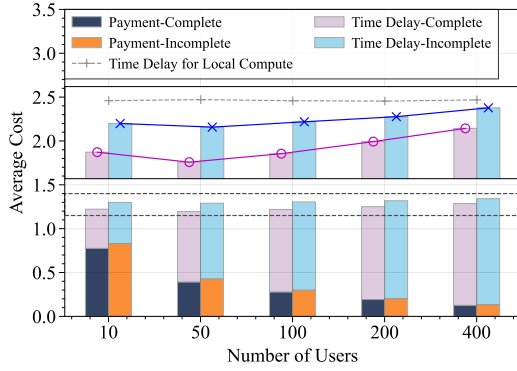 3.5
3.0
2.5
2.0
1.5
1.0
0.5
0.0
Average Cost
Payment-Complete
Payment-Incomplete
Time Delay for Local Compute
Time Delay-Complete
Time Delay-Incomplete
10 50 100 200 400
Number of Users